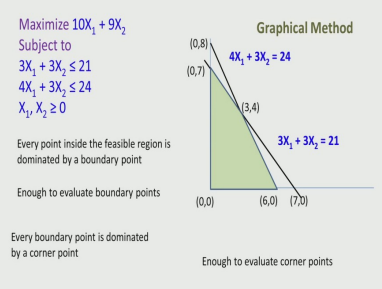 Maximize 10X₁ + 9X₂
Subject to
3X₁ + 3X₂ ≤ 21
4X₁ + 3X₂ ≤ 24
X₁, X₂ ≥ 0
Every point inside the feasible region is
dominated by a boundary point
Enough to evaluate boundary points
Every boundary point is dominated
by a corner point
Graphical Method
(0,8)
4X₁ + 3X₂ = 24
(0,7)
(3,4)
3X₁ + 3X₂ = 21
(0,0)
(6,0)
(7,0)
Enough to evaluate corner points